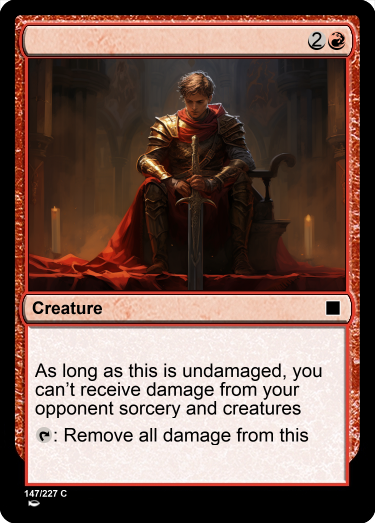 2
Creature
As long as this is undamaged, you
can't receive damage from your
opponent sorcery and creatures
: Remove all damage from this
147/227 C